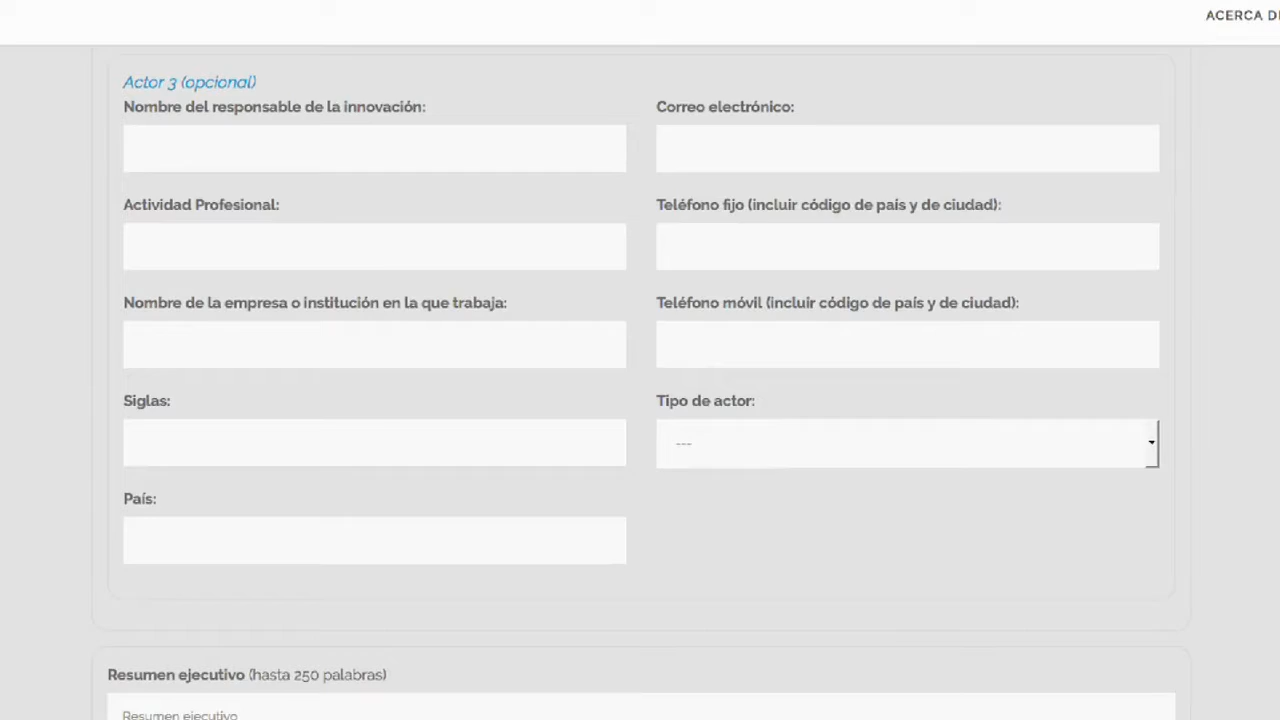 ACERCA
Actor 3 (opcional)
Nombre del responsable de la innovación:
Correo electrónico:
Actividad Profesional:
Teléfono fijo (incluir código de país y de ciudad):
Nombre de la empresa o institución en la que trabaja:
Teléfono móvil (incluir código de país y de ciudad):
Siglas:
Tipo de actor:
---
País:
Resumen ejecutivo (hasta 250 palabras)
Resumen ejecutivo